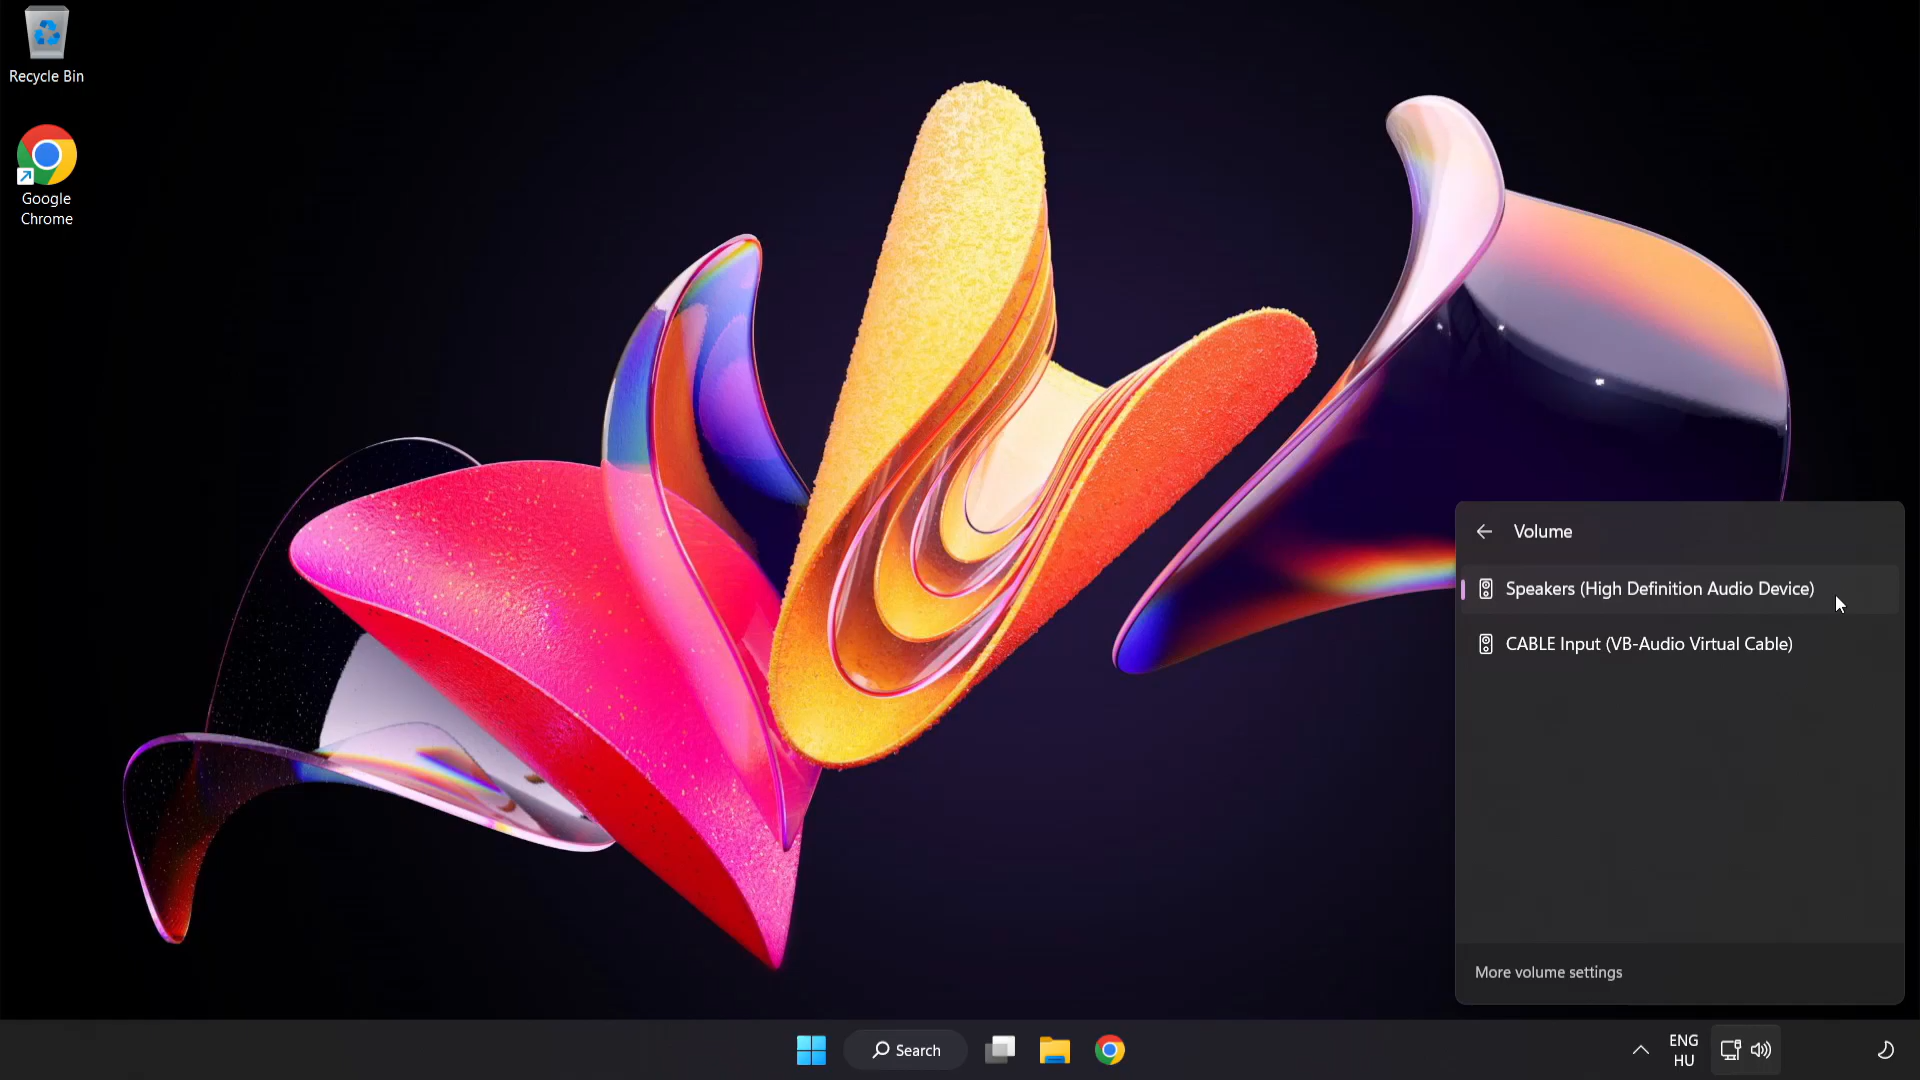 Recycle Bin
Google
Chrome
Volume
Speakers (High Definition Audio Device)
CABLE Input (VB-Audio Virtual Cable)
More volume settings
Search
ENG
HU